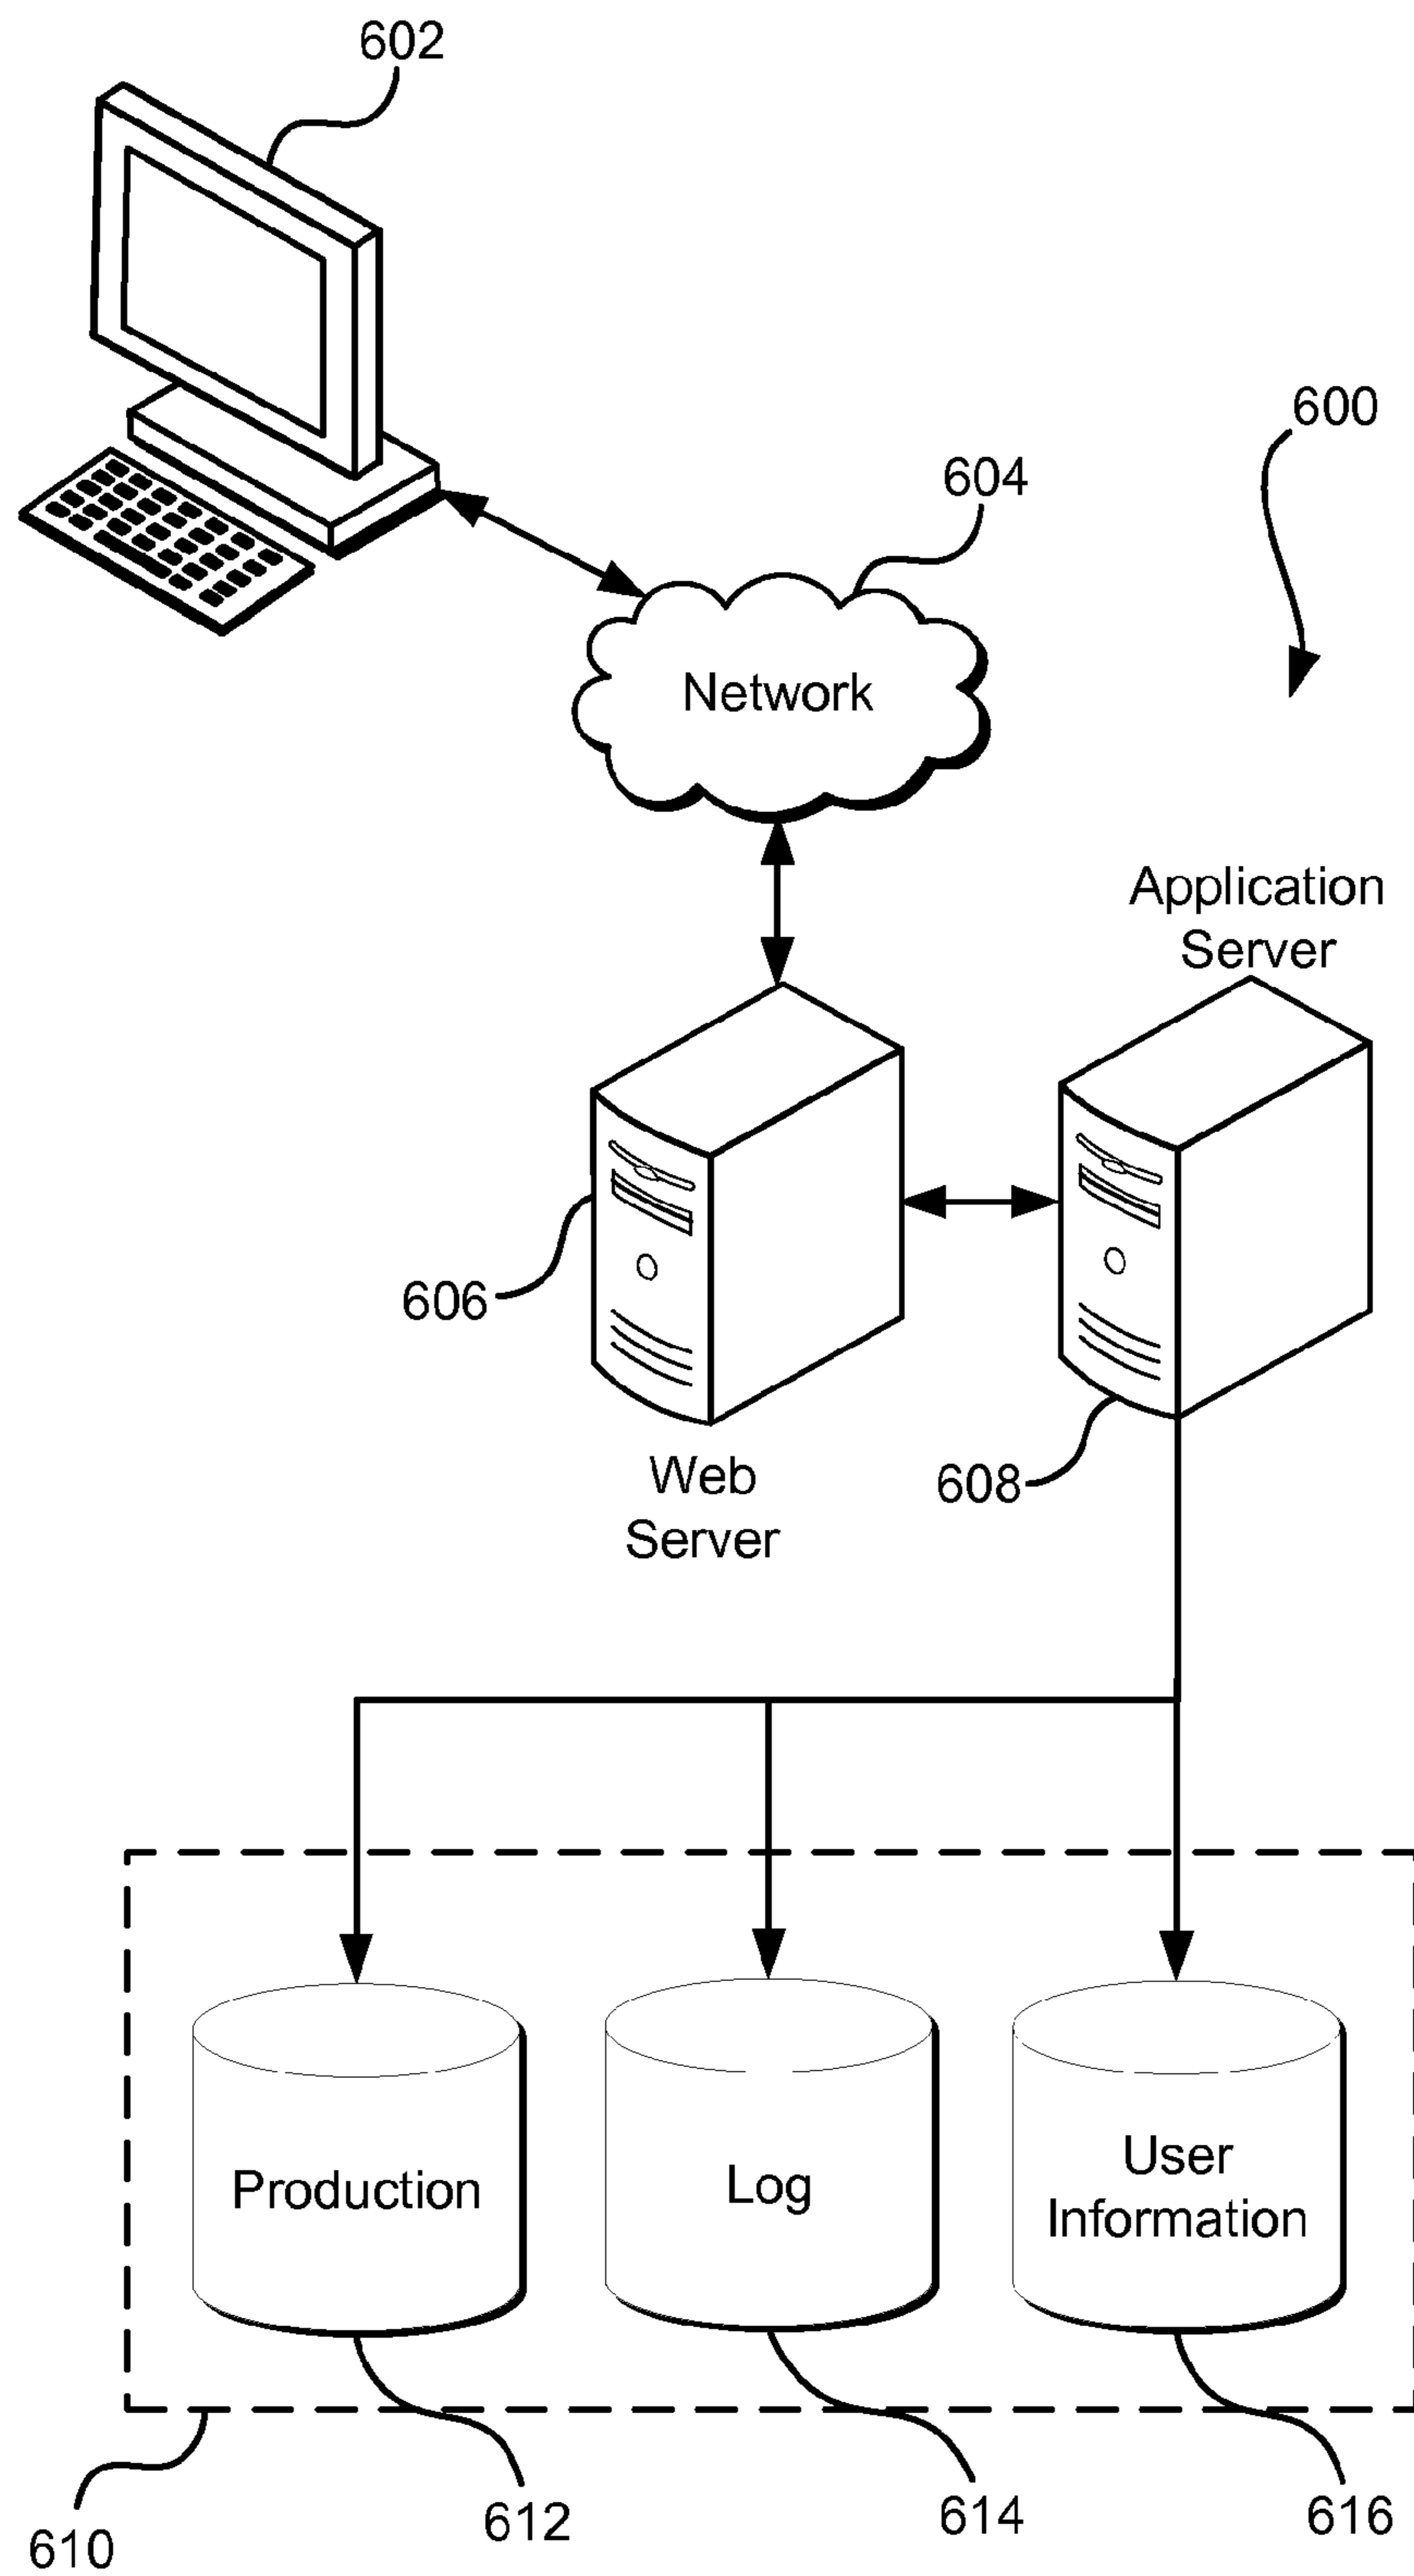 602
600
604
Network
Application
Server
606
Web
Server
608
Production
Log
User
Information
610
612
614
616